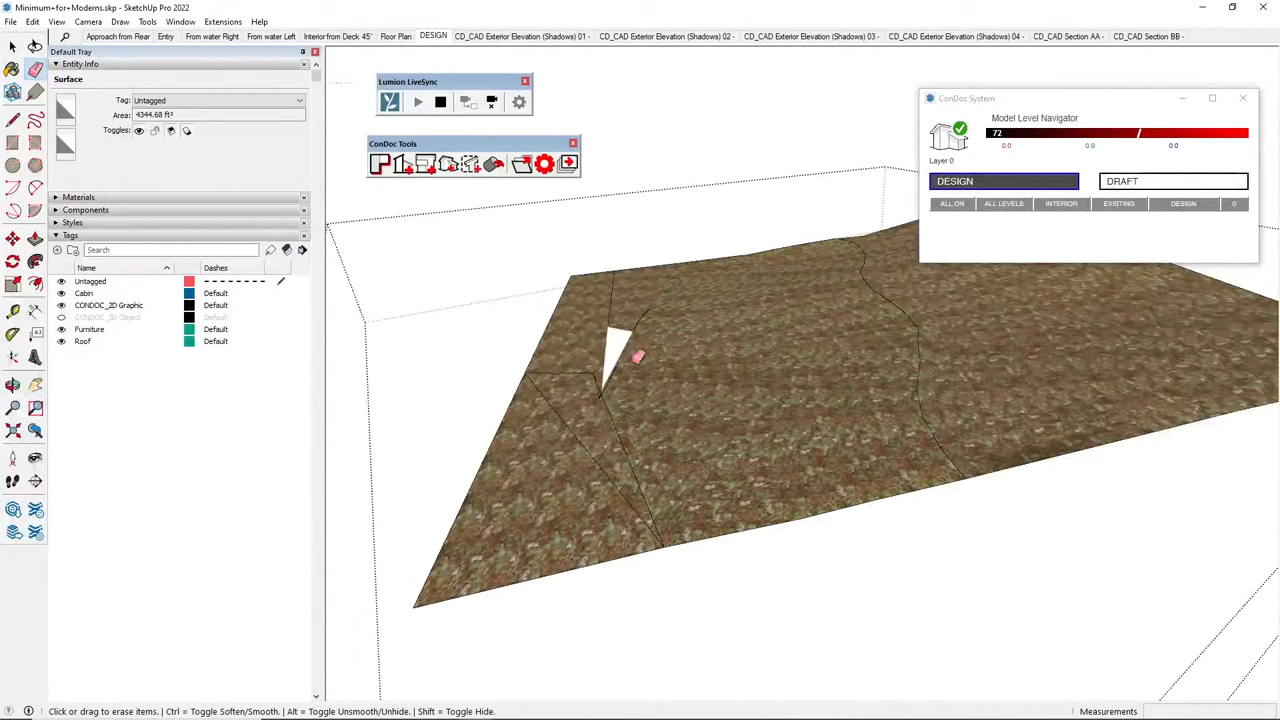 Minimum+for+Moderns.skp - SketchUp Pro 2022
File Edit View Camera Draw Tools Window Extensions Help
Approach from Rear Entry From water Right From water Left Interior from Deck 45" Floor Plan DESIGN CD_CAD Exterior Elevation (Shadows) 01 - CD_CAD Exterior Elevation (Shadows) 02 - CD_CAD Exterior Elevation (Shadows) 03 - CD_CAD Exterior Elevation (Shadows) 04 - CD_CAD Section AA - CD_CAD Section BB -
Default Tray
Entity Info
Surface
Tag: Untagged
Area: 4344.68 ft²
Toggles:
Materials
Components
Styles
Tags
Search
Name Dashes
Untagged
Cabin Default
CONDOC_2D Graphic Default
CONDOC_3D Object Default
Furniture Default
Roof Default
Lumion LiveSync
ConDoc Tools
ConDoc System
Model Level Navigator
72
0.0 0.0 0.0
Layer 0
DESIGN DRAFT
ALL ON ALL LEVELS INTERIOR EXISTING DESIGN 0
Click or drag to erase items. | Ctrl = Toggle Soften/Smooth. | Alt = Toggle Unsmooth/Unhide. | Shift = Toggle Hide.
Measurements